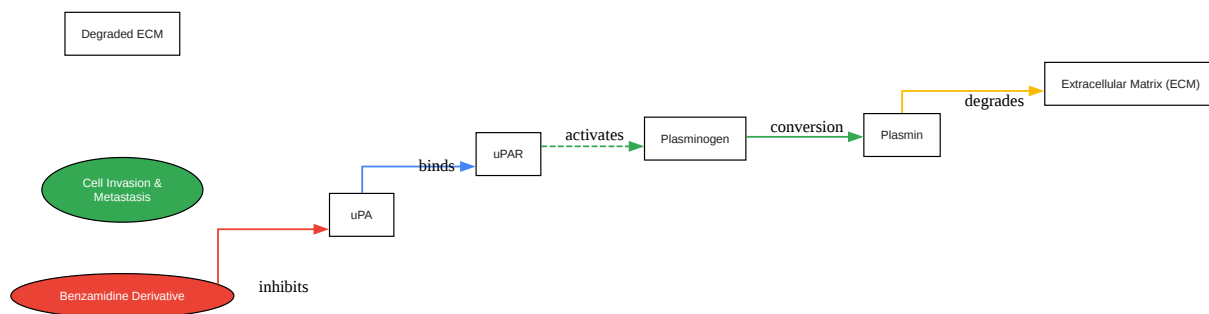 Degraded ECM
Extracellular Matrix (ECM)
degrades
conversion
Plasmin
activates
Plasminogen
uPAR
binds
Cell Invasion &
Metastasis
uPA
inhibits
Benzamidine Derivative